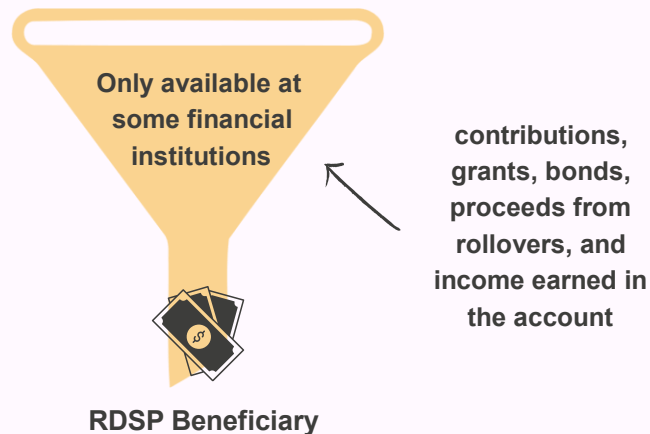 Only available at
some financial
institutions
contributions,
grants, bonds,
proceeds from
rollovers, and
income earned in
the account
$
RDSP Beneficiary